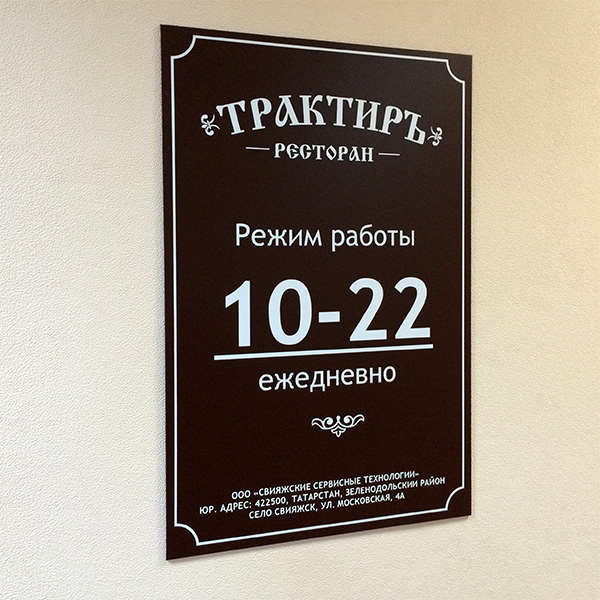 ТРАКТИРЪ
— РЕСТОРАН —
Режим работы
10-22
ежедневно
ООО «СВИЯЖСКИЕ СЕРВИСНЫЕ ТЕХНОЛОГИИ»
ЮР. АДРЕС: 422500, ТАТАРСТАН, ЗЕЛЕНОДОЛЬСКИЙ РАЙОН
СЕЛО СВИЯЖСК, УЛ. МОСКОВСКАЯ, 4А